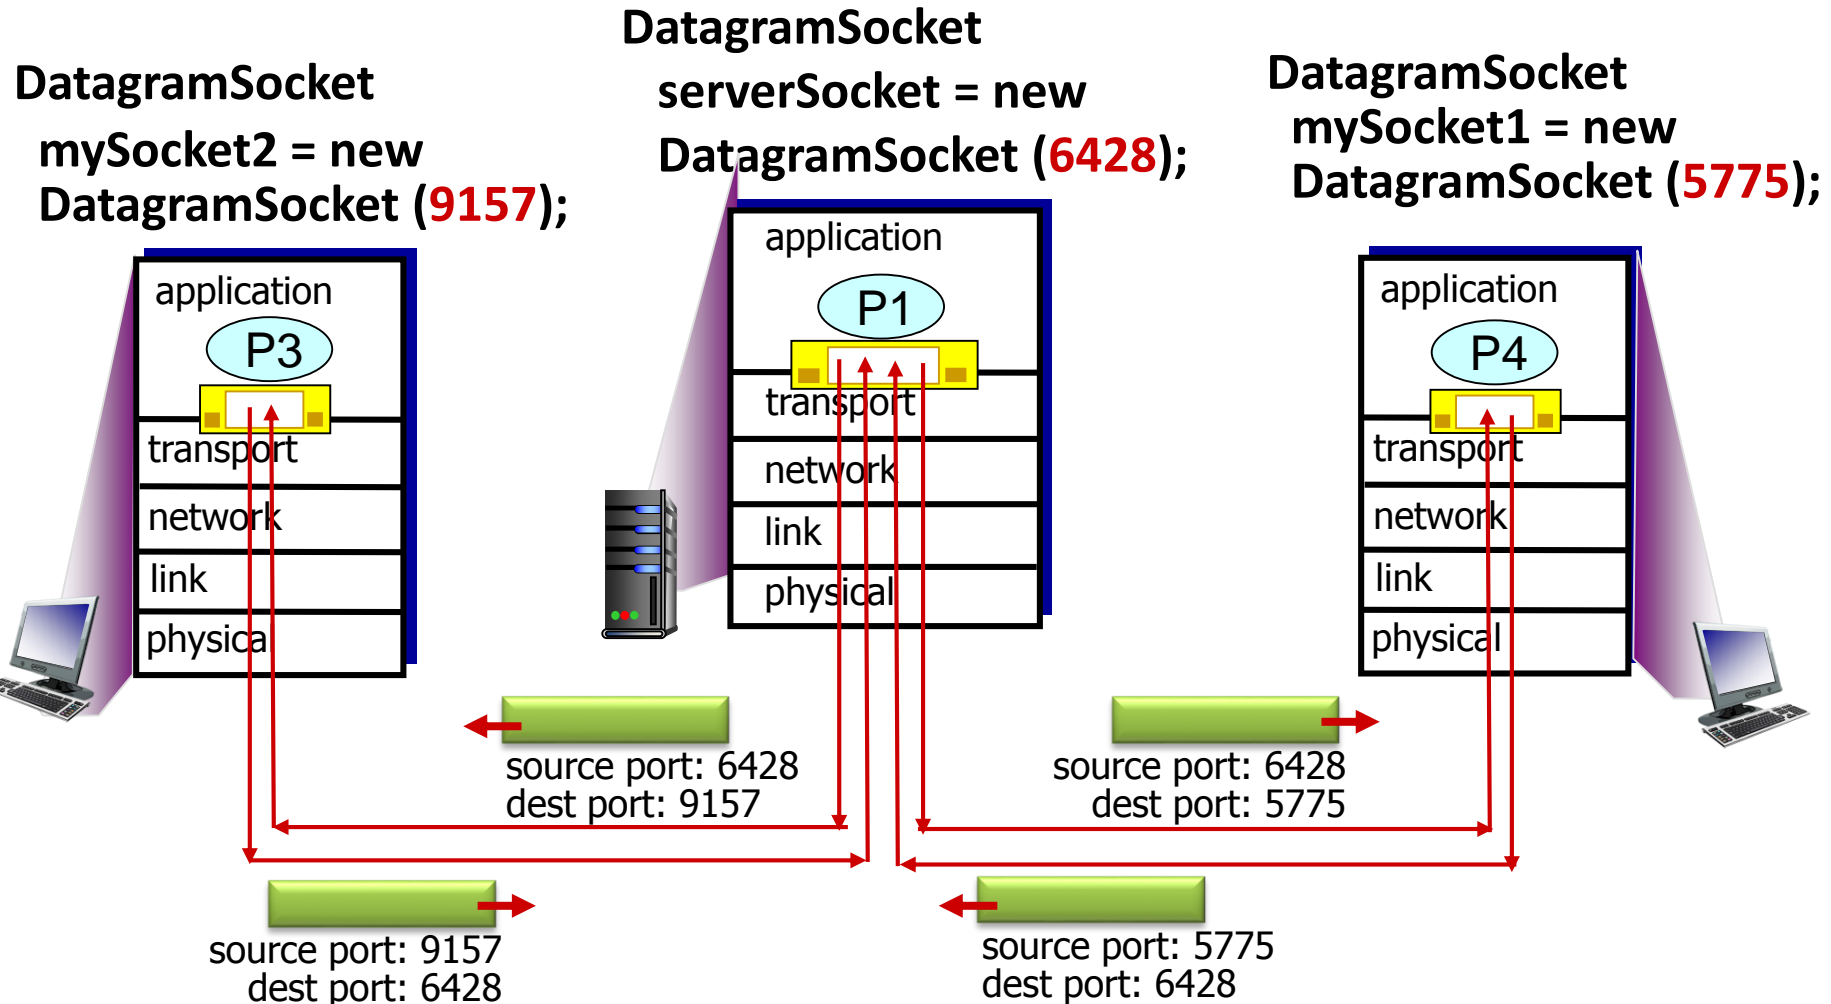 DatagramSocket
mySocket2 = new
DatagramSocket (9157);
DatagramSocket
serverSocket = new
DatagramSocket (6428);
DatagramSocket
mySocket1 = new
DatagramSocket (5775);
application
P3
transport
network
link
physical
application
P1
transport
network
link
physical
application
P4
transport
network
link
physical
source port: 6428
dest port: 9157
source port: 6428
dest port: 5775
source port: 9157
dest port: 6428
source port: 5775
dest port: 6428